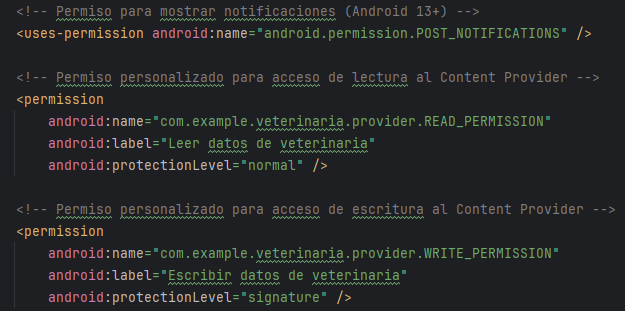 <!-- Permiso para mostrar notificaciones (Android 13+) -->
<uses-permission android:name="android.permission.POST_NOTIFICATIONS" />
<!-- Permiso personalizado para acceso de lectura al Content Provider -->
<permission
android:name="com.example.veterinaria.provider.READ_PERMISSION"
android:label="Leer datos de veterinaria"
android:protectionLevel="normal" />
<!-- Permiso personalizado para acceso de escritura al Content Provider -->
<permission
android:name="com.example.veterinaria.provider.WRITE_PERMISSION"
android:label="Escribir datos de veterinaria"
android:protectionLevel="signature" />